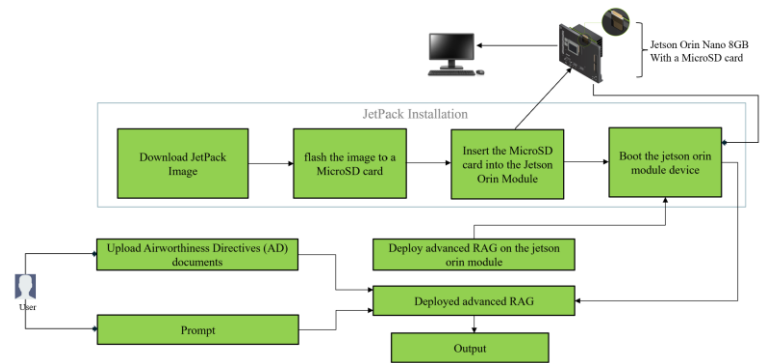 Jetson Orin Nano 8GB
With a MicroSD card
JetPack Installation
Download JetPack
Image
flash the image to a
MicroSD card
Insert the MicroSD
card into the Jetson
Orin Module
Boot the jetson orin
module device
Upload Airworthiness Directives (AD)
documents
Deploy advanced RAG on the jetson
orin module
User
Deployed advanced RAG
Prompt
Output